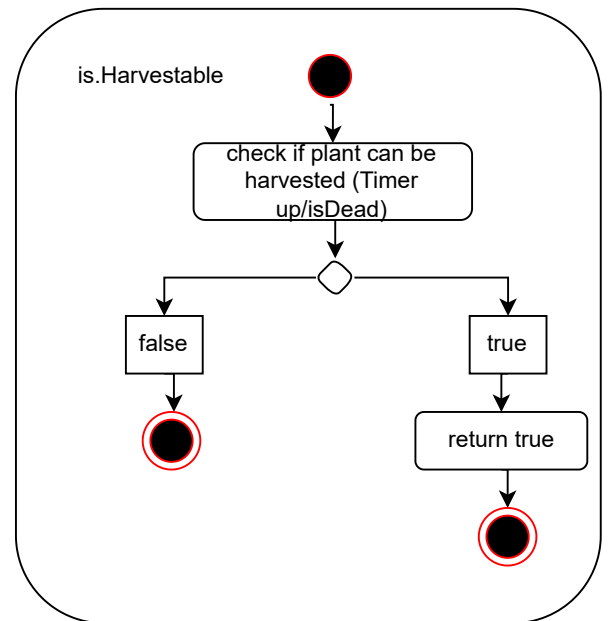 is.Harvestable
check if plant can be
harvested (Timer
up/isDead)
false
true
return true